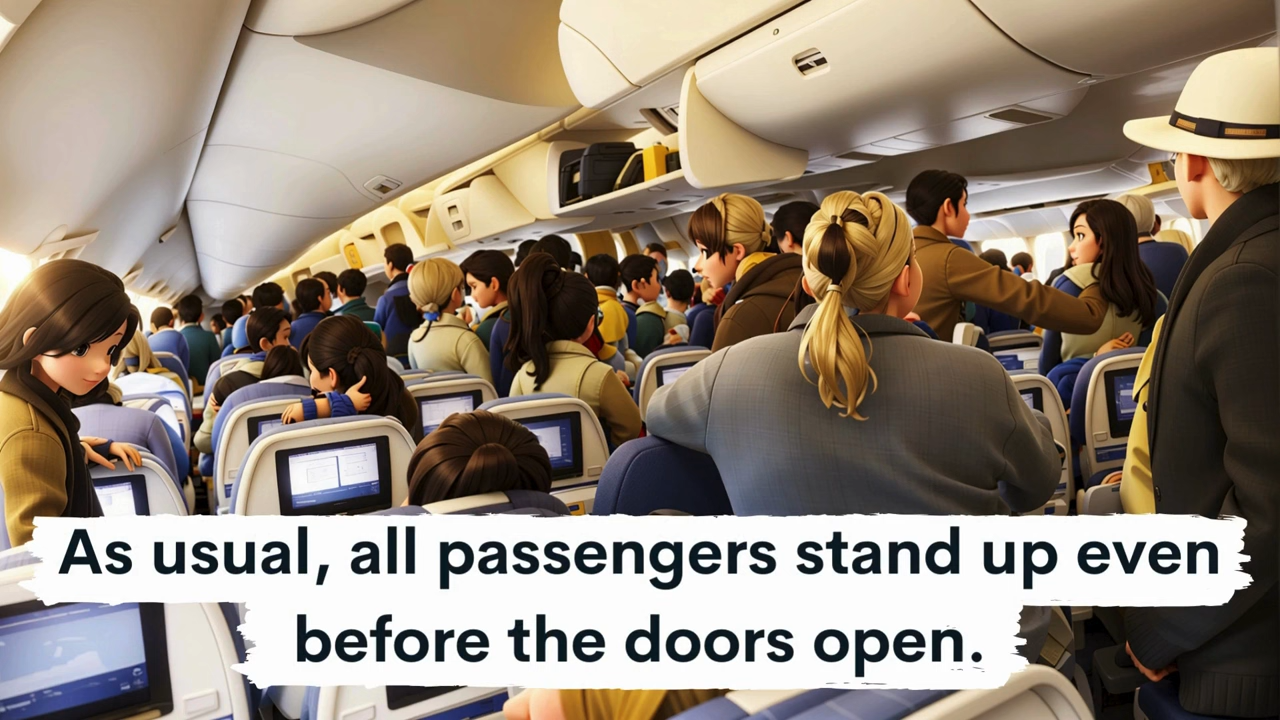 As usual, all passengers stand up even
before the doors open.